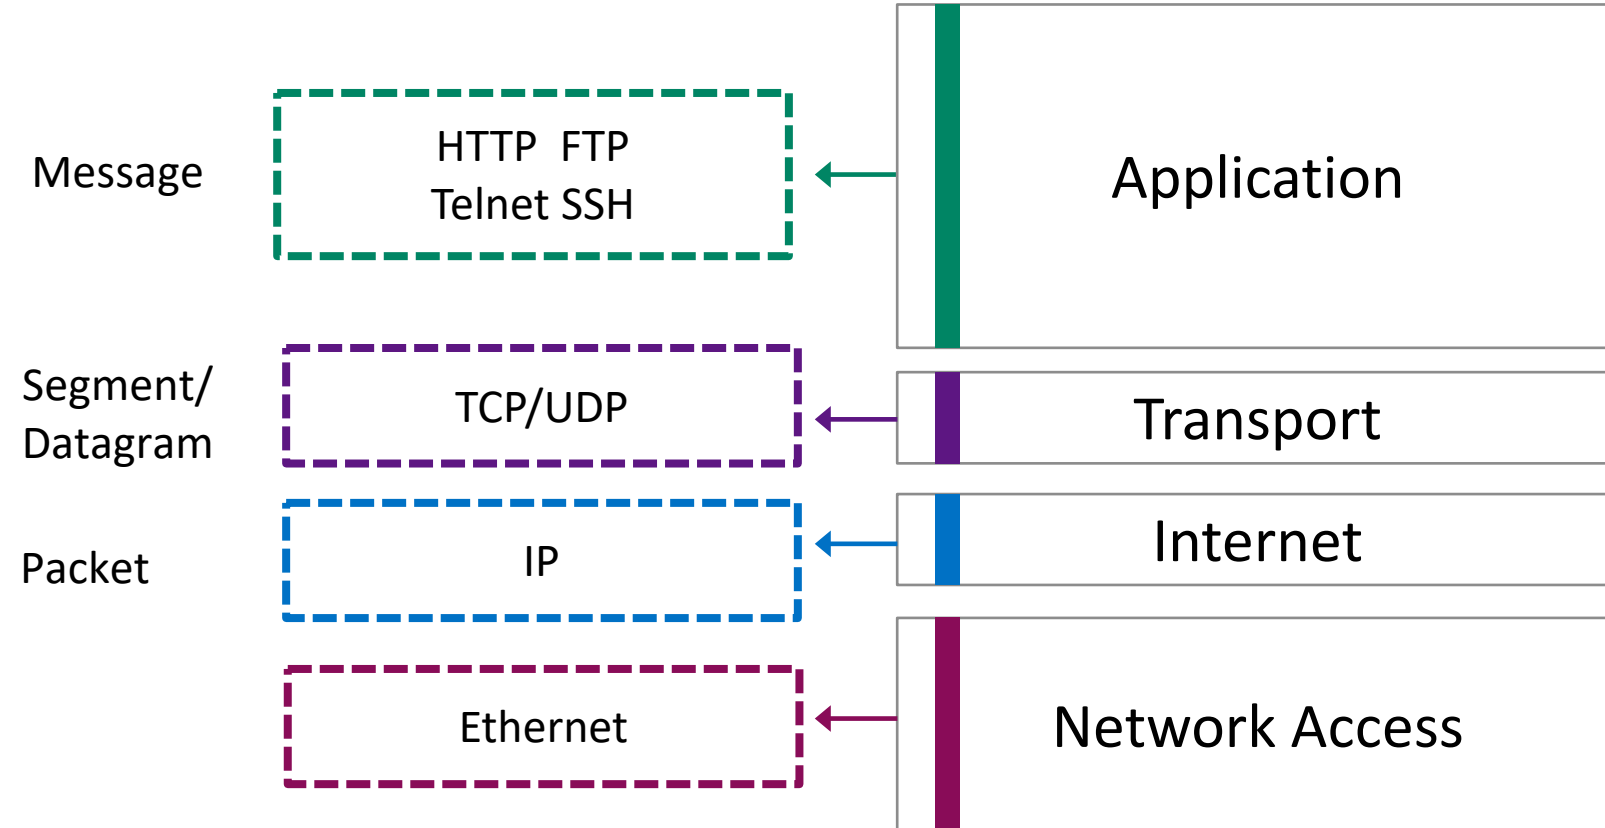 Message
HTTP FTP
Telnet SSH
Application
Segment/
Datagram
TCP/UDP
Transport
Packet
IP
Internet
Ethernet
Network Access